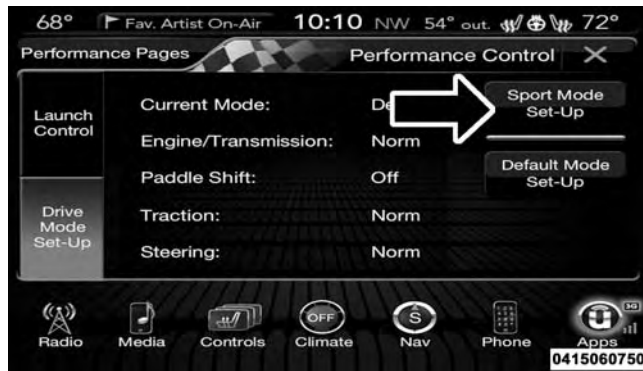 68° Fav. Artist On-Air 10:10 NW 54° out. 72°
Performance Pages Performance Control
Launch
Control
Current Mode:
Sport Mode
Set-Up
Engine/Transmission: Norm
Paddle Shift: Off
Default Mode
Set-Up
Drive
Mode
Set-Up
Traction: Norm
Steering: Norm
OFF S 3G
Radio Media Controls Climate Nav Phone Apps
0415060750